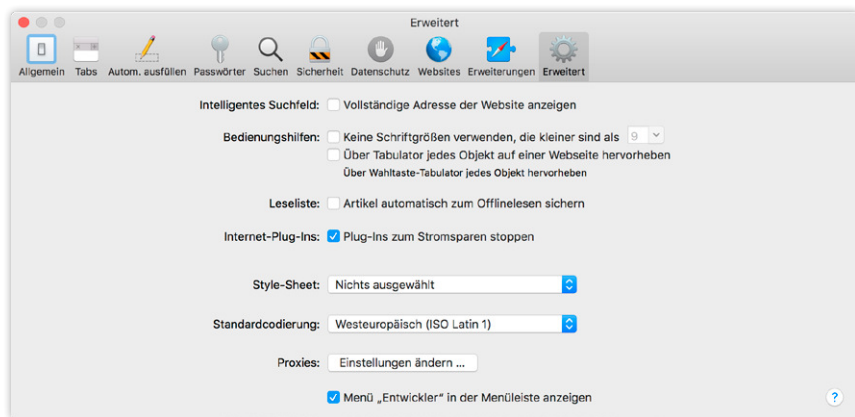 Erweitert
Allgemein Tabs Autom. ausfüllen Passwörter Suchen Sicherheit Datenschutz Websites Erweiterungen Erweitert
Intelligentes Suchfeld: Vollständige Adresse der Website anzeigen
Bedienungshilfen: Keine Schriftgrößen verwenden, die kleiner sind als 9
Über Tabulator jedes Objekt auf einer Webseite hervorheben
Über Wahltaste-Tabulator jedes Objekt hervorheben
Leseliste: Artikel automatisch zum Offlinelesen sichern
Internet-Plug-Ins: Plug-Ins zum Stromsparen stoppen
Style-Sheet: Nichts ausgewählt
Standardcodierung: Westeuropäisch (ISO Latin 1)
Proxies: Einstellungen ändern ...
Menü „Entwickler“ in der Menüleiste anzeigen
?